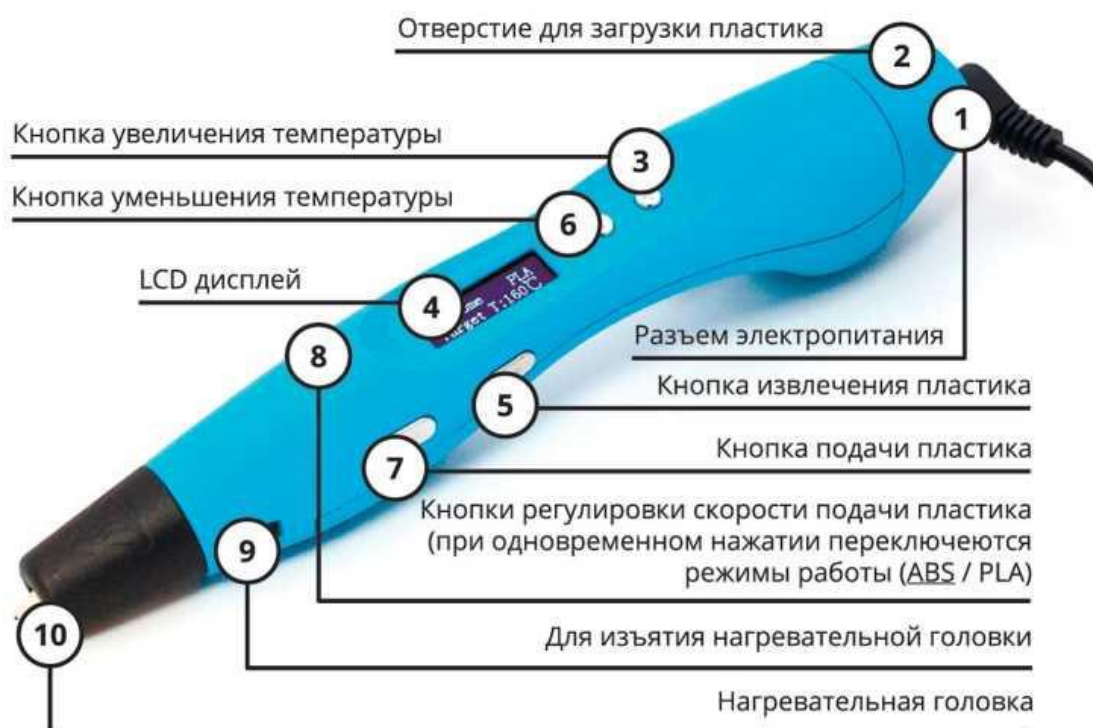 Отверстие для загрузки пластика
2
1
Кнопка увеличения температуры
3
Кнопка уменьшения температуры
6
PLA
Target T:160℃
LCD дисплей
4
8
Разъем электропитания
Кнопка извлечения пластика
5
Кнопка подачи пластика
7
Кнопки регулировки скорости подачи пластика
(при одновременном нажатии переключеются
режимы работы (ABS / PLA)
9
Для изъятия нагревательной головки
10
Нагревательная головка